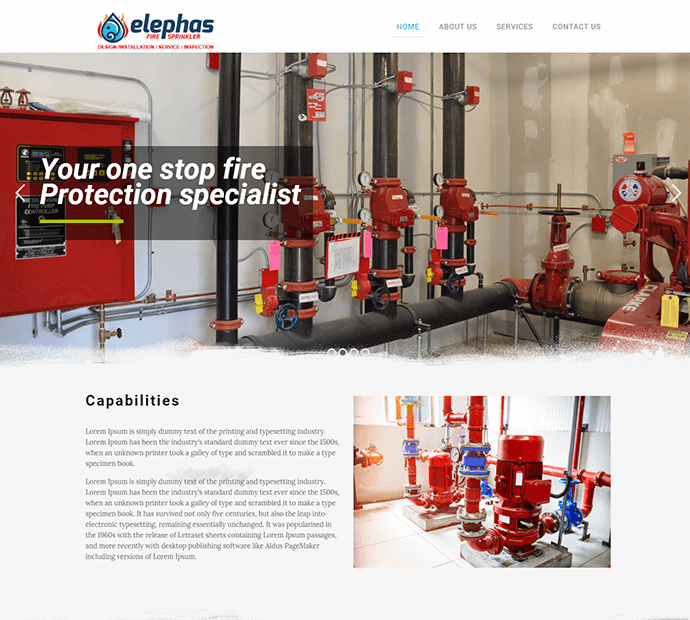 elephas
FIRE SPRINKLER
DESIGN /INSTALLATION / SERVICE / INSPECTION
HOME ABOUT US SERVICES CONTACT US
Your one stop fire
Protection specialist
FIRE PUMP
CONTROLLER
CLARKE
Capabilities
Lorem Ipsum is simply dummy text of the printing and typesetting industry.
Lorem Ipsum has been the industry's standard dummy text ever since the 1500s,
when an unknown printer took a galley of type and scrambled it to make a type
specimen book.
Lorem Ipsum is simply dummy text of the printing and typesetting industry.
Lorem Ipsum has been the industry's standard dummy text ever since the 1500s,
when an unknown printer took a galley of type and scrambled it to make a type
specimen book. It has survived not only five centuries, but also the leap into
electronic typesetting, remaining essentially unchanged. It was popularised in
the 1960s with the release of Letraset sheets containing Lorem Ipsum passages,
and more recently with desktop publishing software like Aldus PageMaker
including versions of Lorem Ipsum.